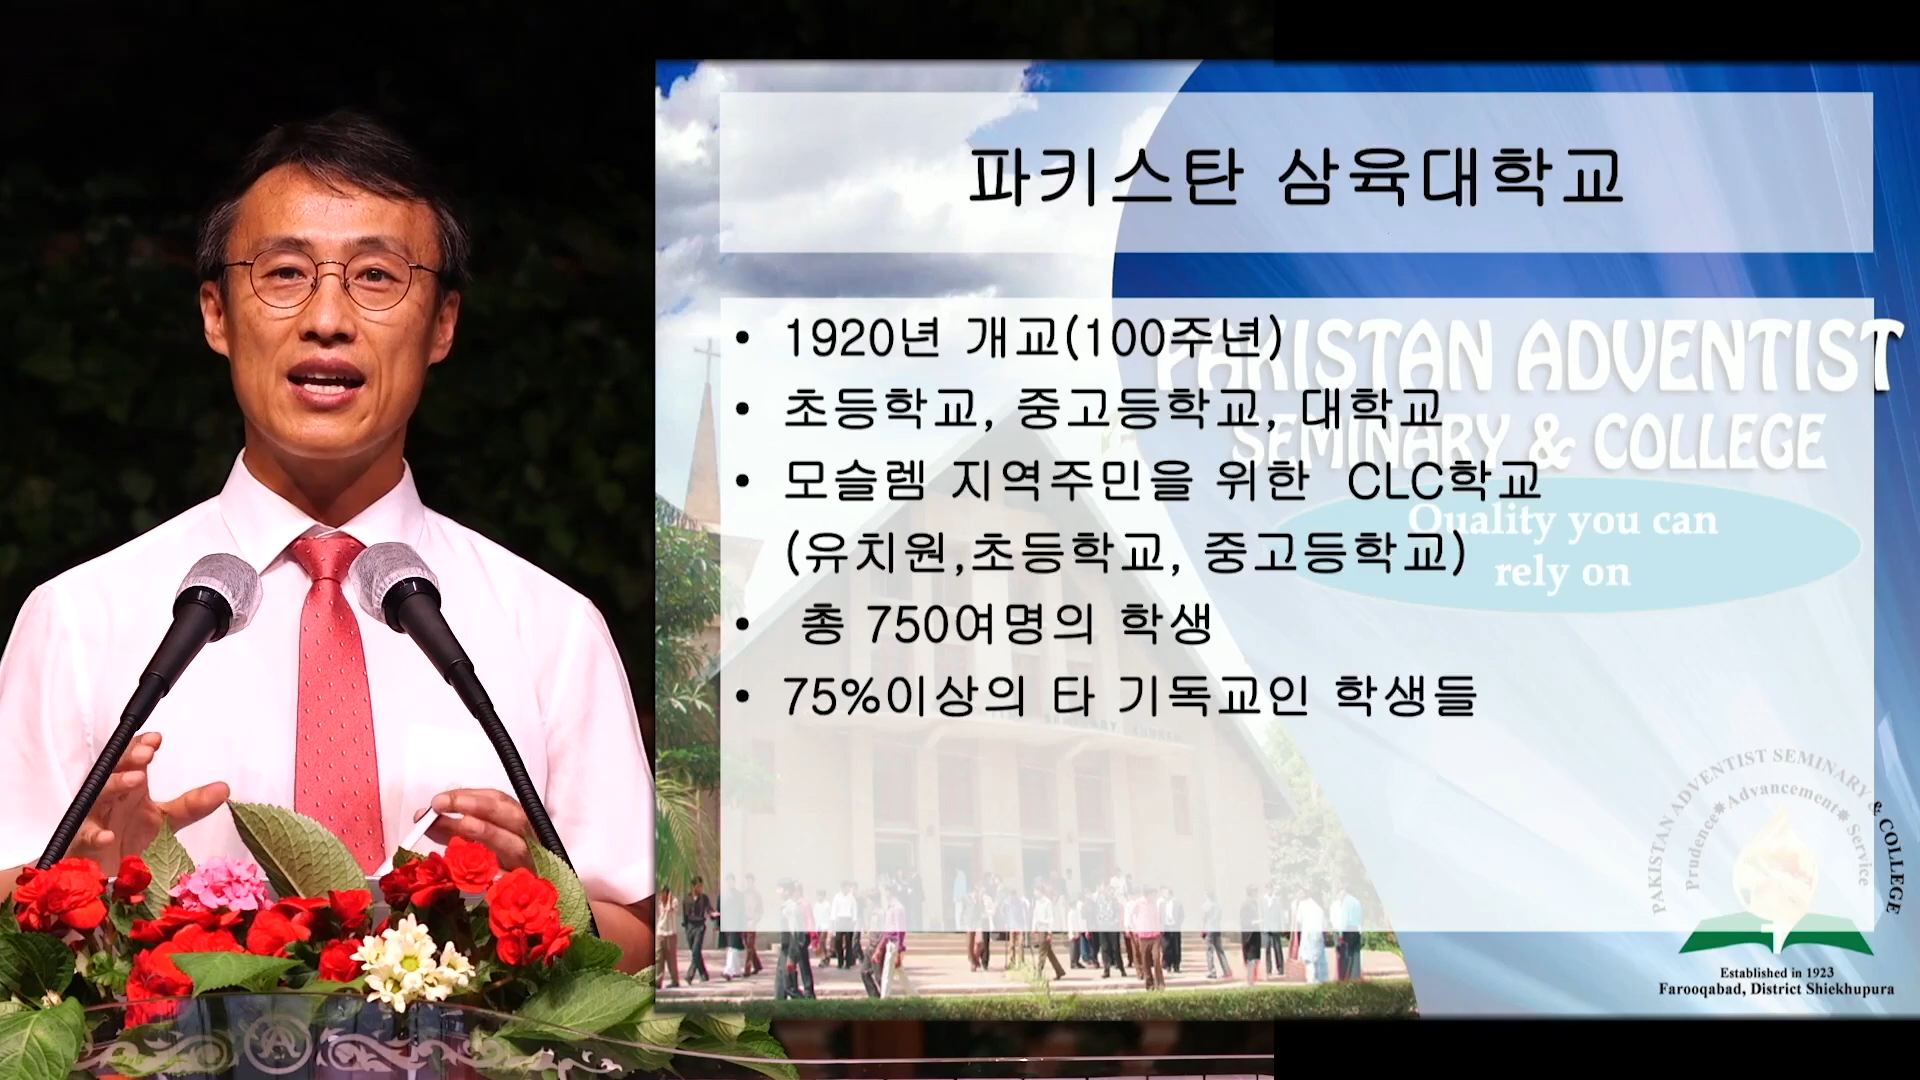 파키스탄 삼육대학교
• 1920년 개교(100주년)
• 초등학교, 중고등학교, 대학교
• 모슬렘 지역주민을 위한 CLC학교
(유치원,초등학교, 중고등학교)
• 총 750여명의 학생
• 75%이상의 타 기독교인 학생들
PAKISTAN ADVENTIST
SEMINARY & COLLEGE
Quality you can
rely on
PAKISTAN ADVENTIST SEMINARY & COLLEGE
Prudence * Advancement * Service
Established in 1923
Farooqabad, District Shiekhupura